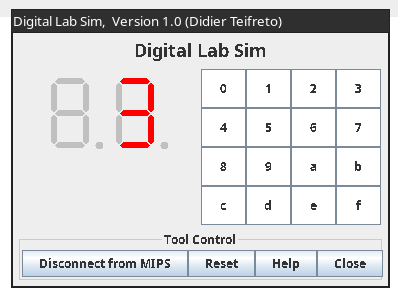 Digital Lab Sim, Version 1.0 (Didier Teifreto)
Digital Lab Sim
3
0 1 2 3
4 5 6 7
8 9 a b
c d e f
Tool Control
Disconnect from MIPS Reset Help Close